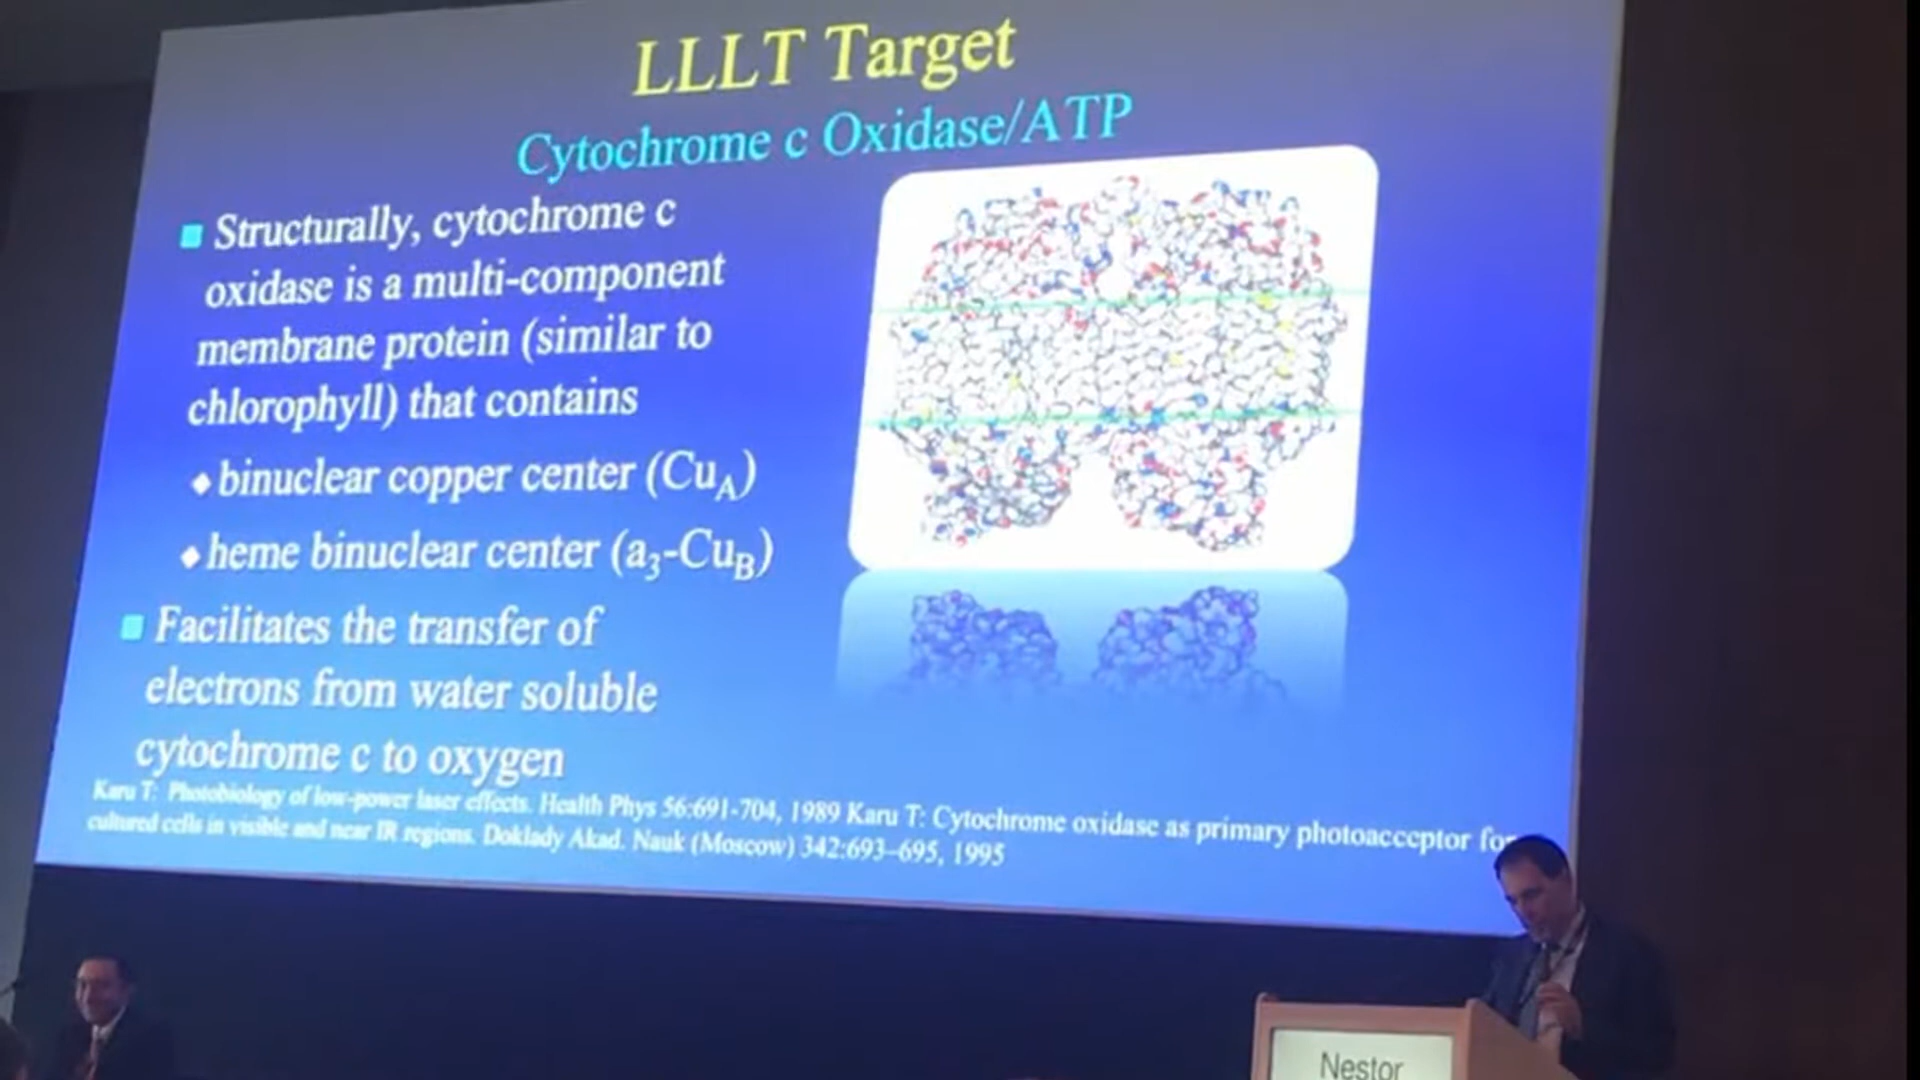 LLLT Target
Cytochrome c Oxidase/ATP
Structurally, cytochrome c
oxidase is a multi-component
membrane protein (similar to
chlorophyll) that contains
binuclear copper center (CuA)
heme binuclear center (a3-CuB)
Facilitates the transfer of
electrons from water soluble
cytochrome c to oxygen
Karu T: Photobiology of low-power laser effects. Health Phys 56:691-704, 1989 Karu T: Cytochrome oxidase as primary photoacceptor for
cultured cells in visible and near IR regions. Doklady Akad. Nauk (Moscow) 342:693–695, 1995
Nestor